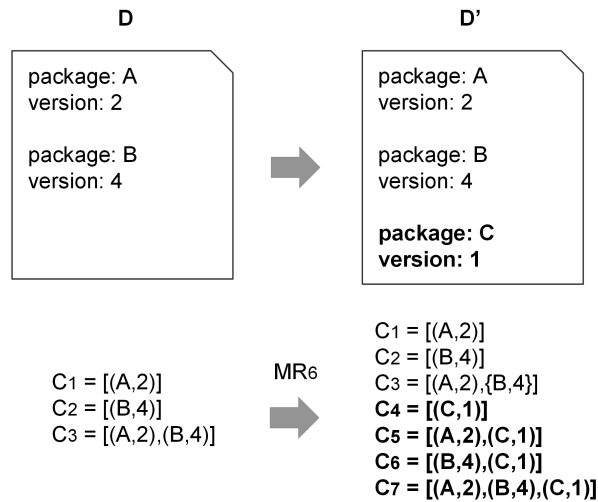 D
package: A
version: 2
package: B
version: 4
C1 = [(A,2)]
C2 = [(B,4)]
C3 = [(A,2),(B,4)]
MR6
D’
package: A
version: 2
package: B
version: 4
package: C
version: 1
C1 = [(A,2)]
C2 = [(B,4)]
C3 = [(A,2),{B,4}]
C4 = [(C,1)]
C5 = [(A,2),(C,1)]
C6 = [(B,4),(C,1)]
C7 = [(A,2),(B,4),(C,1)]